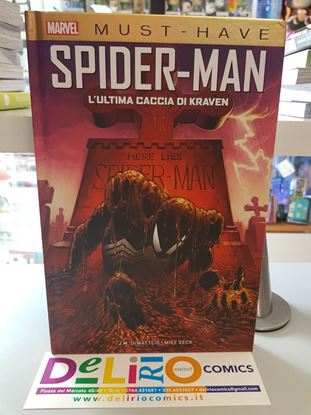 MARVEL MUST-HAVE
SPIDER-MAN
L'ULTIMA CACCIA DI KRAVEN
HERE LIES
SPIDER-MAN
J.M. DEMATTEIS | MIKE ZECK
DELIRIO ABOUT COMICS
www.deliriocomics.it